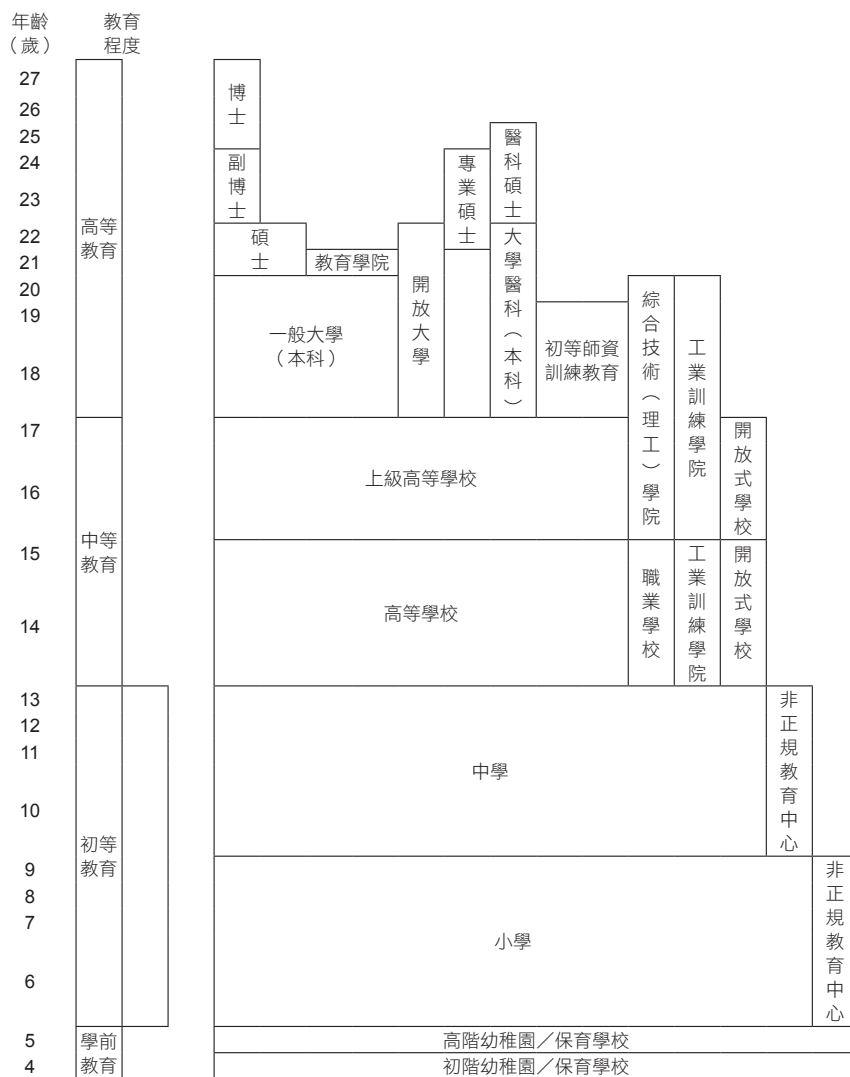 年齡
（歲）
教育
程度
27
26
25
24
23
22
21
20
19
18
17
16
15
14
13
12
11
10
9
8
7
6
5
4
高等
教育
中等
教育
初等
教育
學前
教育
博士
副博士
碩士
教育學院
一般大學
（本科）
開放大學
專業碩士
醫科碩士
大學醫科（本科）
初等師資
訓練教育
綜合技術（理工）學院
工業訓練學院
開放式學校
上級高等學校
高等學校
職業學校
工業訓練學院
開放式學校
中學
非正規教育中心
小學
非正規教育中心
高階幼稚園／保育學校
初階幼稚園／保育學校